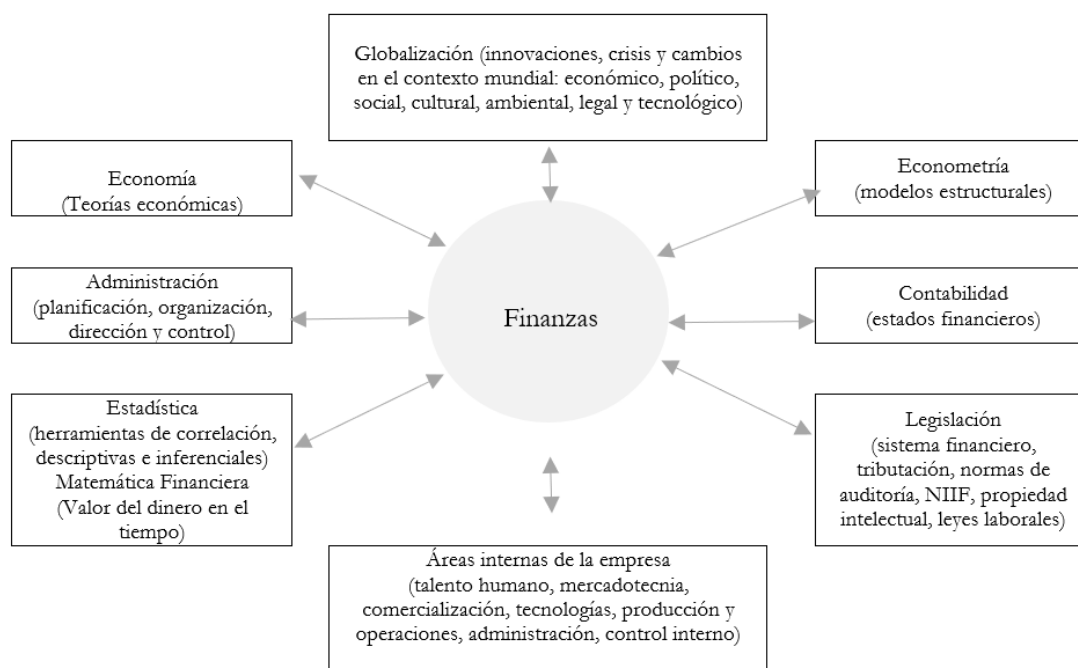 Globalización (innovaciones, crisis y cambios
en el contexto mundial: económico, político,
social, cultural, ambiental, legal y tecnológico)
Economía
(Teorías económicas)
Econometría
(modelos estructurales)
Administración
(planificación, organización,
dirección y control)
Finanzas
Contabilidad
(estados financieros)
Estadística
(herramientas de correlación,
descriptivas e inferenciales)
Matemática Financiera
(Valor del dinero en el
tiempo)
Legislación
(sistema financiero,
tributación, normas de
auditoría, NIIF, propiedad
intelectual, leyes laborales)
Áreas internas de la empresa
(talento humano, mercadotecnia,
comercialización, tecnologías, producción y
operaciones, administración, control interno)